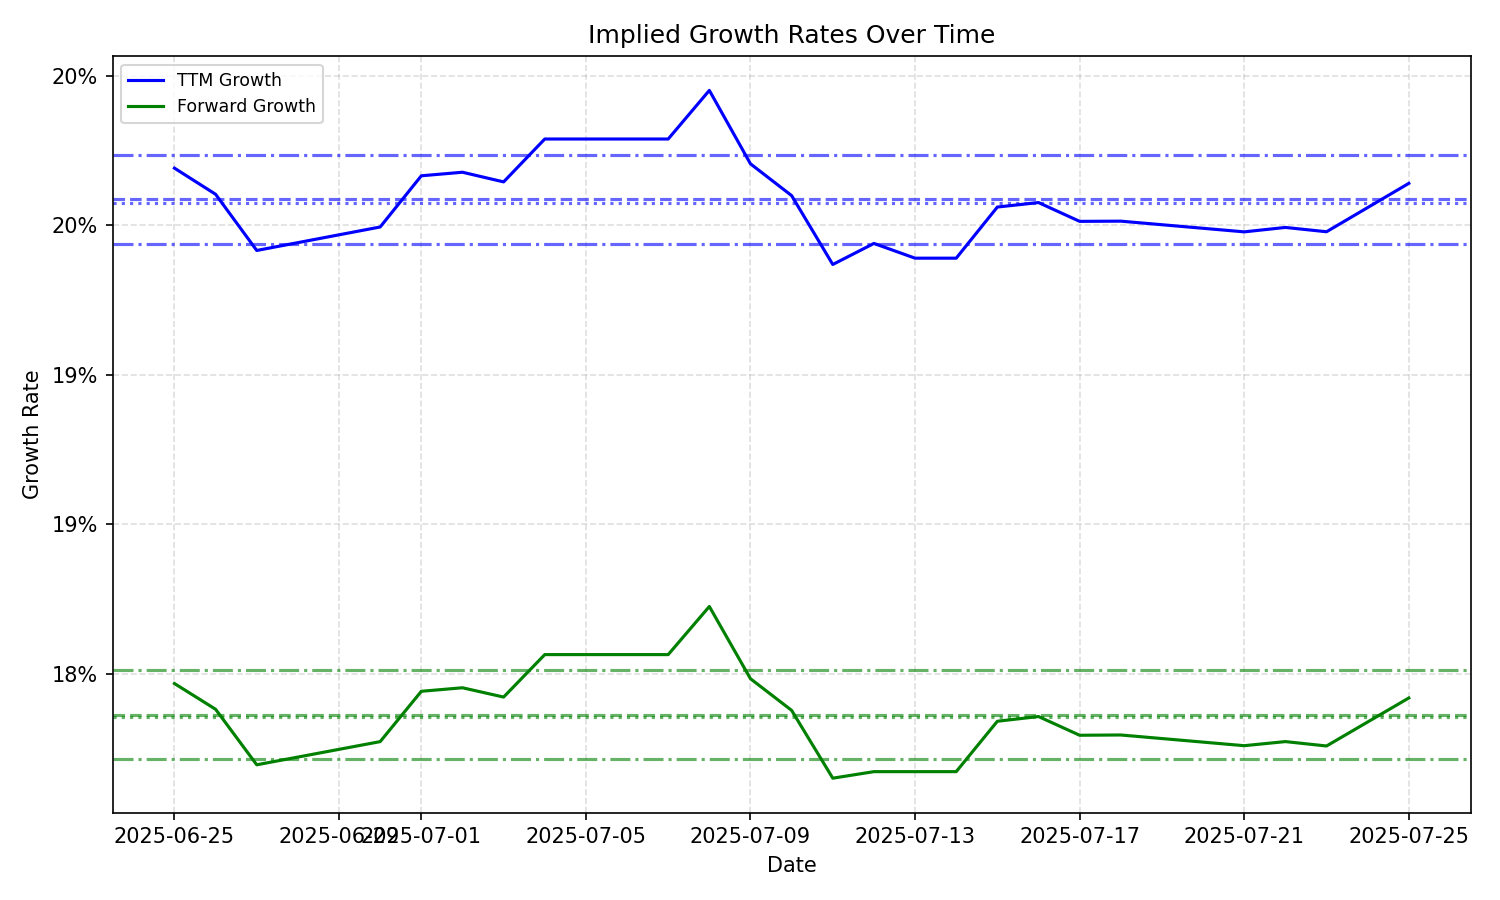 Implied Growth Rates Over Time
TTM Growth
Forward Growth
20%
20%
19%
19%
18%
Growth Rate
2025-06-25
2025-06-29
2025-07-01
2025-07-05
2025-07-09
2025-07-13
2025-07-17
2025-07-21
2025-07-25
Date